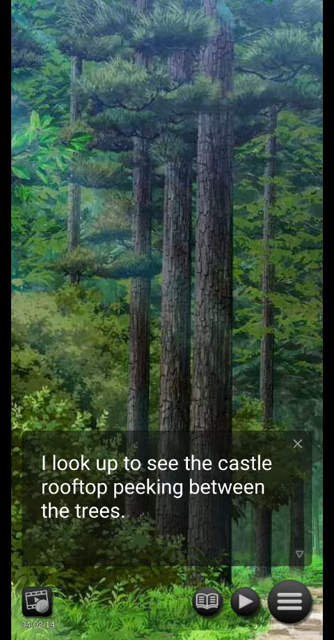 I look up to see the castle
rooftop peeking between
the trees.